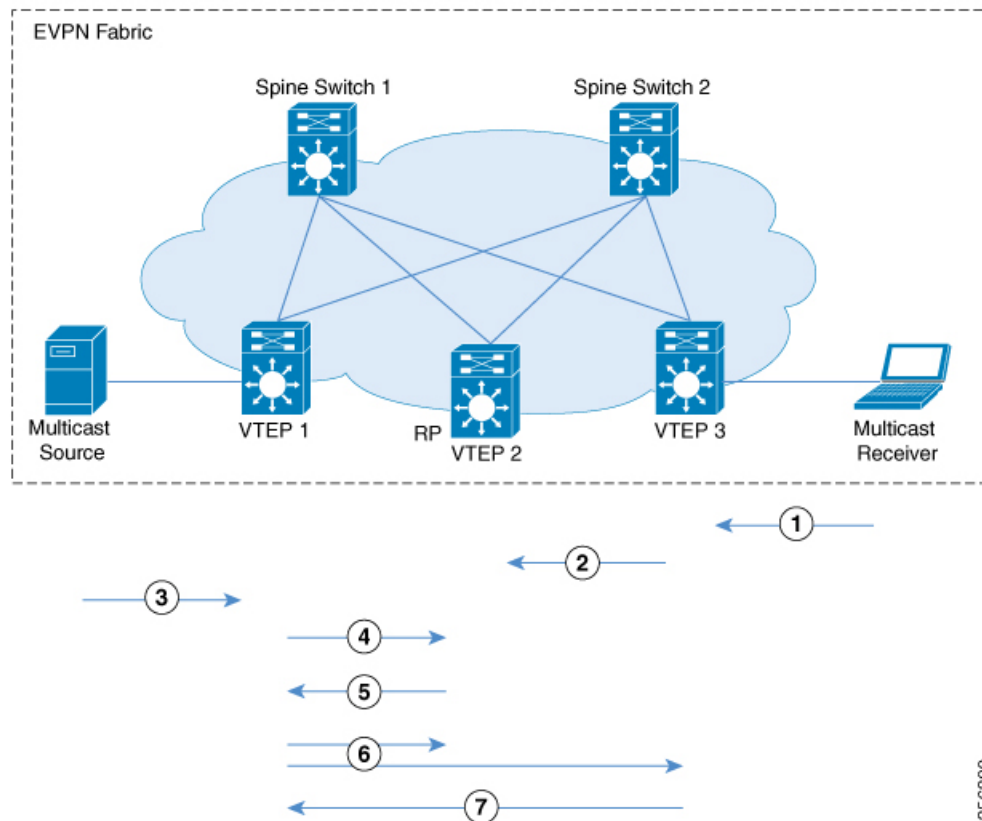 EVPN Fabric
Spine Switch 1
Spine Switch 2
Multicast
Source
VTEP 1
RP
VTEP 2
VTEP 3
Multicast
Receiver
1
2
3
4
5
6
7